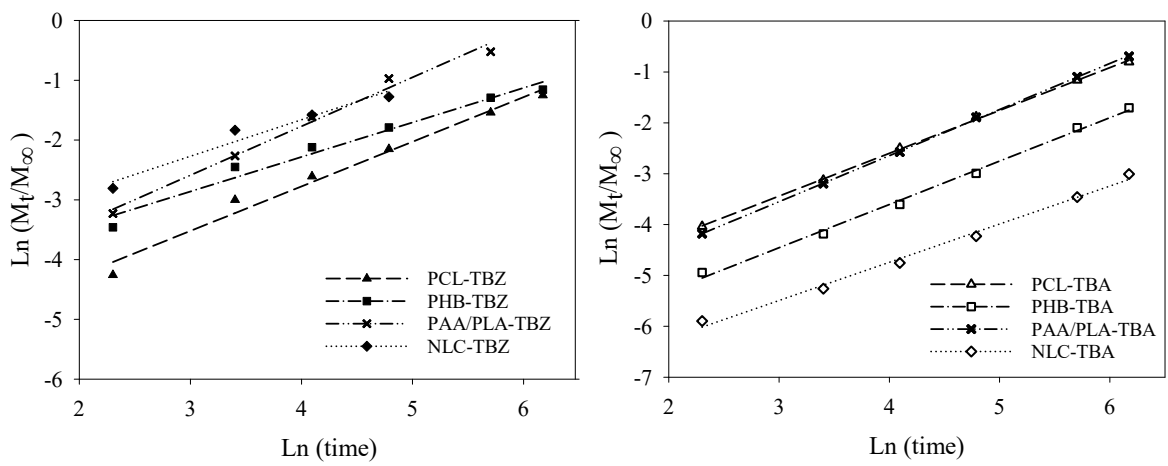 0
-1
-2
-3
-4
-5
-6
Ln (Mt/M∞)
PCL-TBZ
PHB-TBZ
PAA/PLA-TBZ
NLC-TBZ
2 3 4 5 6
Ln (time)
0
-1
-2
-3
-4
-5
-6
-7
Ln (Mt/M∞)
PCL-TBA
PHB-TBA
PAA/PLA-TBA
NLC-TBA
2 3 4 5 6
Ln (time)